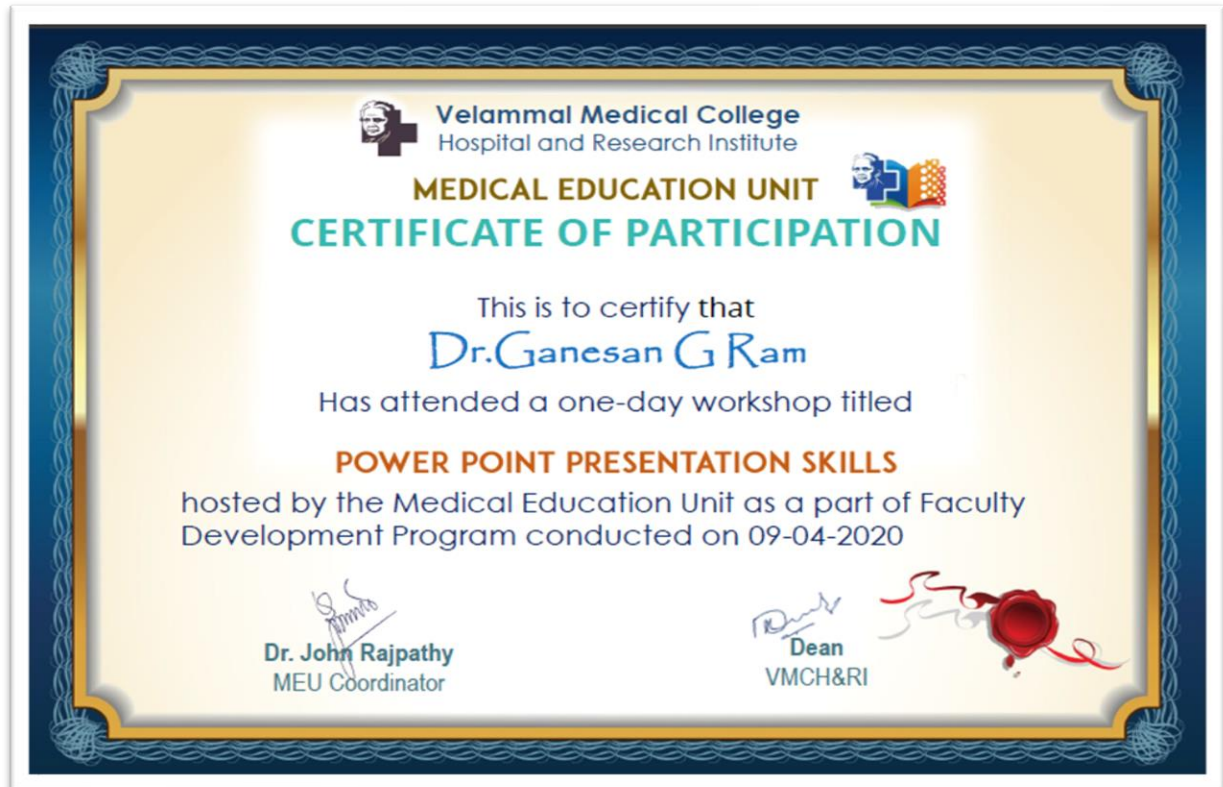 Velammal Medical College
Hospital and Research Institute
MEDICAL EDUCATION UNIT
CERTIFICATE OF PARTICIPATION
This is to certify that
Dr.Ganesan G Ram
Has attended a one-day workshop titled
POWER POINT PRESENTATION SKILLS
hosted by the Medical Education Unit as a part of Faculty
Development Program conducted on 09-04-2020
Dr. John Rajpathy
MEU Coordinator
Dean
VMCH&RI